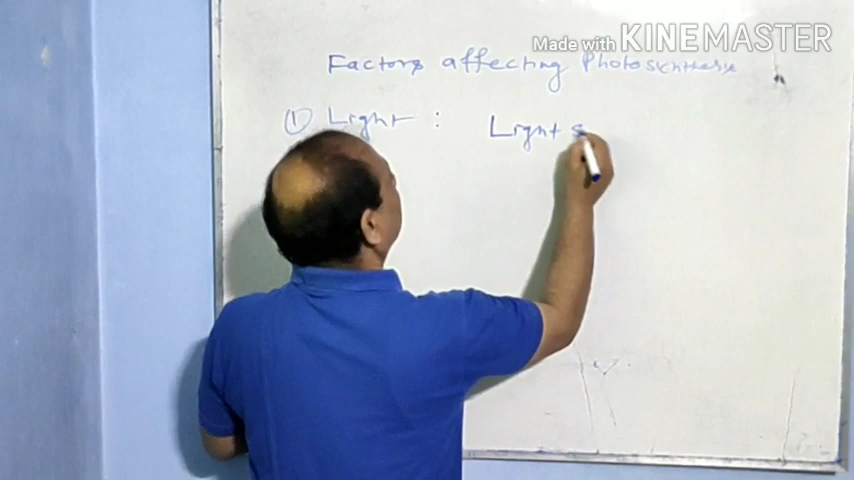 Made with KINEMASTER
Factors affecting Photosynthesis
① Light : Light s